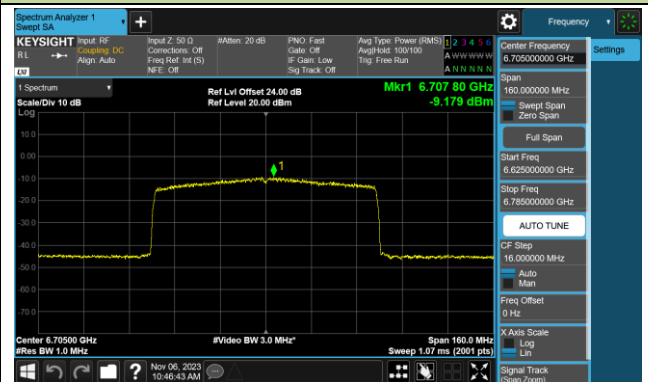 Spectrum Analyzer 1
Swept SA
Frequency
KEYSIGHT
RL
LXI
Input: RF
Coupling: DC
Align: Auto
Input Z: 50 Ω
Corrections: Off
Freq Ref: Int (S)
NFE: Off
#Atten: 20 dB
PNO: Fast
Gate: Off
IF Gain: Low
Sig Track: Off
Avg Type: Power (RMS)
Avg|Hold: 100/100
Trig: Free Run
1 2 3 4 5 6
A W W W W W
A N N N N N
1 Spectrum
Scale/Div 10 dB
Log
Ref Lvl Offset 24.00 dB
Ref Level 20.00 dBm
Mkr1 6.707 80 GHz
-9.179 dBm
10.0
0.00
-10.0
-20.0
-30.0
-40.0
-50.0
-60.0
-70.0
1
Center 6.70500 GHz
#Res BW 1.0 MHz
#Video BW 3.0 MHz*
Span 160.0 MHz
Sweep 1.07 ms (2001 pts)
Nov 06, 2023
10:46:43 AM
Center Frequency
6.705000000 GHz
Settings
Span
160.000000 MHz
Swept Span
Zero Span
Full Span
Start Freq
6.625000000 GHz
Stop Freq
6.785000000 GHz
AUTO TUNE
CF Step
16.000000 MHz
Auto
Man
Freq Offset
0 Hz
X Axis Scale
Log
Lin
Signal Track
(Span Zoom)